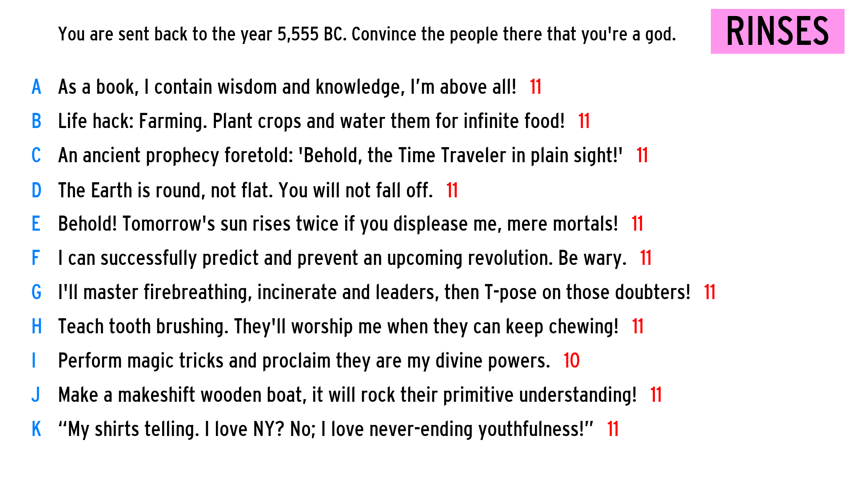 You are sent back to the year 5,555 BC. Convince the people there that you're a god.
RINSES
A As a book, I contain wisdom and knowledge, I’m above all! 11
B Life hack: Farming. Plant crops and water them for infinite food! 11
C An ancient prophecy foretold: 'Behold, the Time Traveler in plain sight!' 11
D The Earth is round, not flat. You will not fall off. 11
E Behold! Tomorrow's sun rises twice if you displease me, mere mortals! 11
F I can successfully predict and prevent an upcoming revolution. Be wary. 11
G I'll master firebreathing, incinerate and leaders, then T-pose on those doubters! 11
H Teach tooth brushing. They'll worship me when they can keep chewing! 11
I Perform magic tricks and proclaim they are my divine powers. 10
J Make a makeshift wooden boat, it will rock their primitive understanding! 11
K “My shirts telling. I love NY? No; I love never-ending youthfulness!” 11